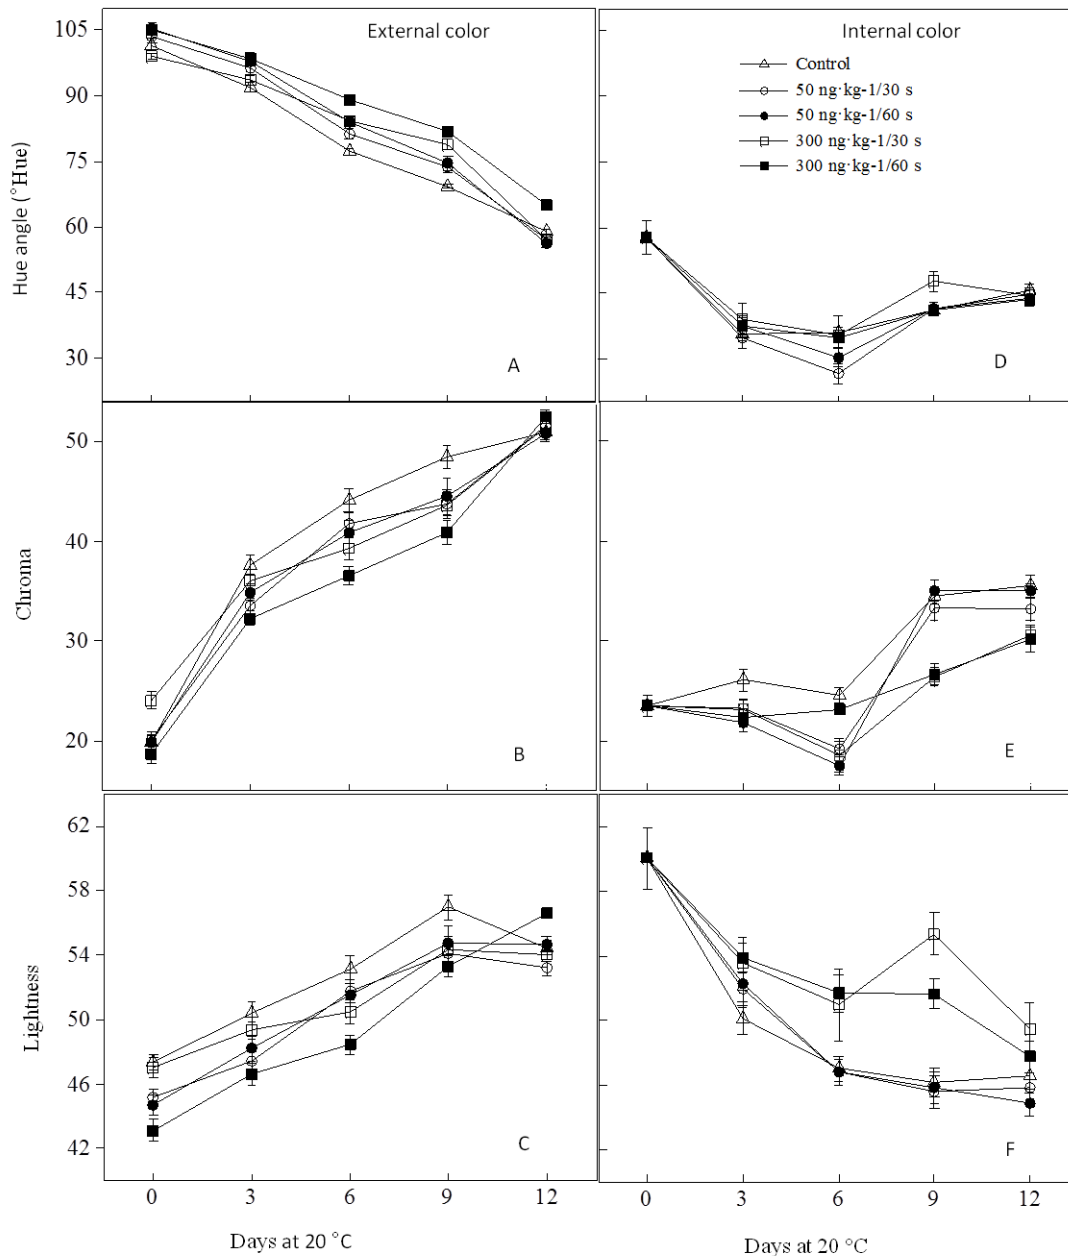 External color
Internal color
Control
50 ng·kg-1/30 s
50 ng·kg-1/60 s
300 ng·kg-1/30 s
300 ng·kg-1/60 s
Hue angle (°Hue)
105
90
75
60
45
30
A
D
Chroma
50
40
30
20
B
E
Lightness
62
58
54
50
46
42
C
F
0 3 6 9 12
0 3 6 9 12
Days at 20 °C
Days at 20 °C